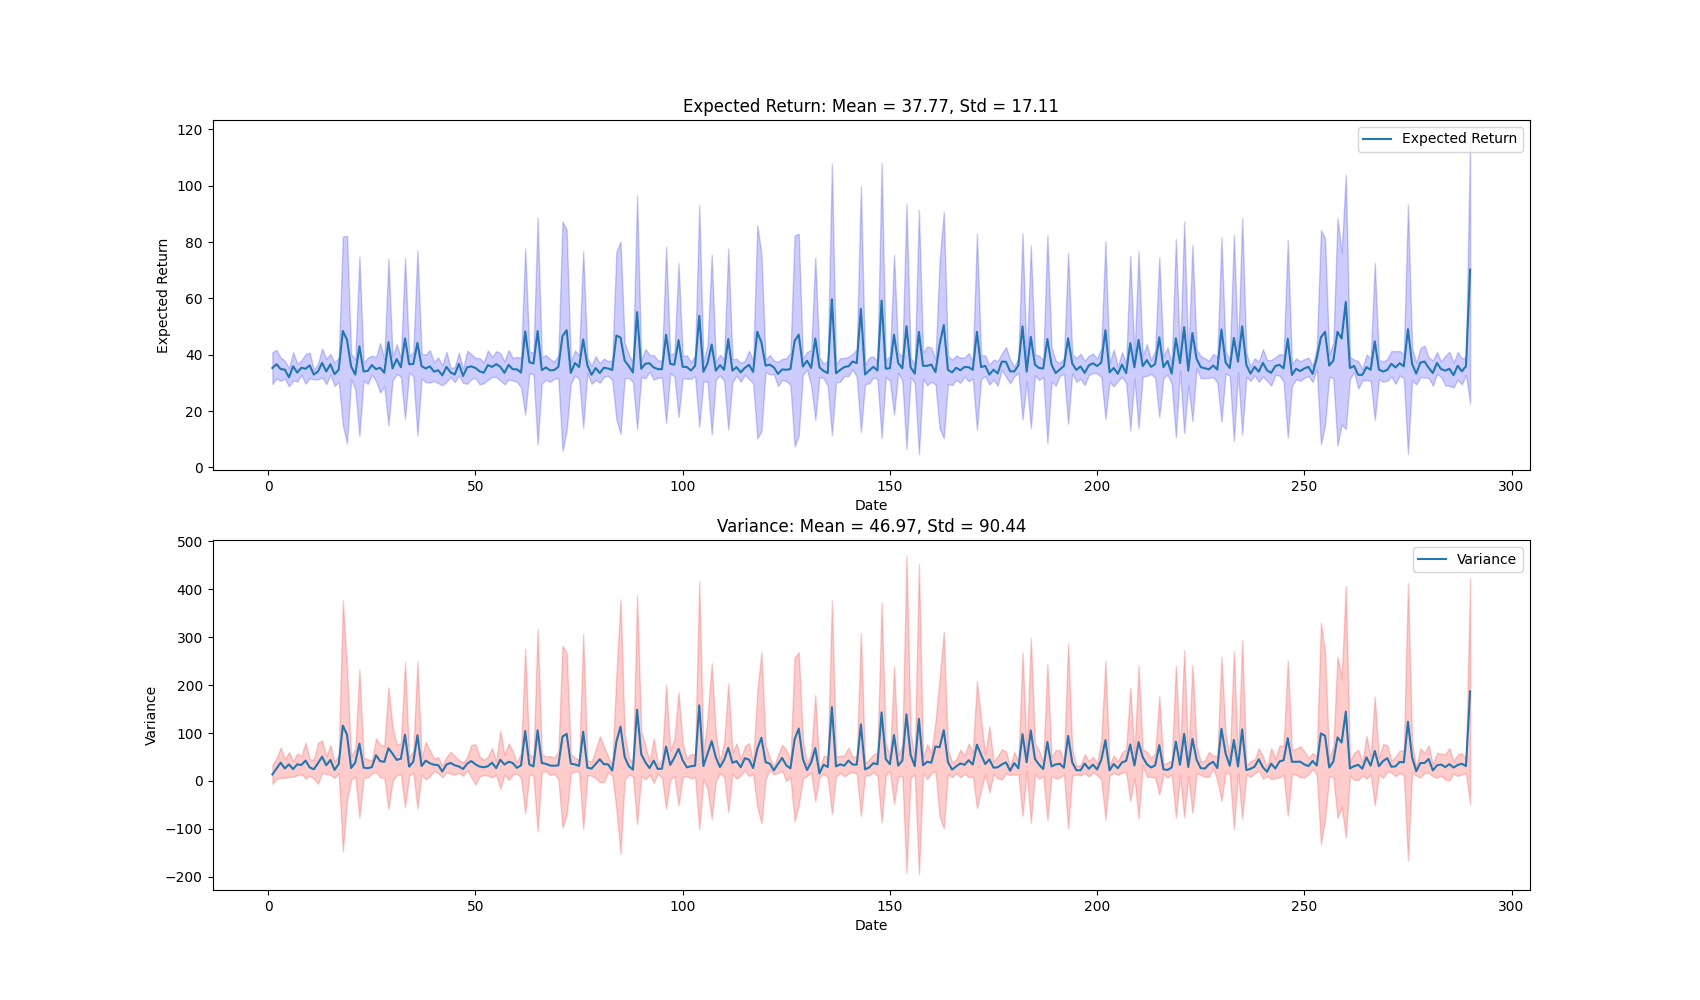 Expected Return: Mean = 37.77, Std = 17.11
Expected Return
120
100
80
60
40
20
0
Expected Return
0 50 100 150 200 250 300
Date
Variance: Mean = 46.97, Std = 90.44
Variance
500
400
300
200
100
0
−100
−200
Variance
0 50 100 150 200 250 300
Date